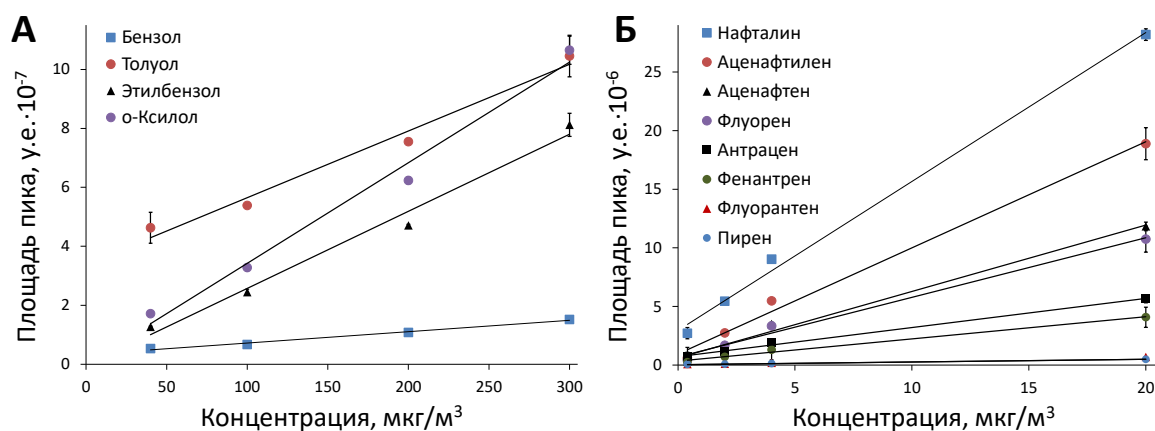 А
Бензол
Толуол
Этилбензол
о-Ксилол
Площадь пика, у.е.·10⁻⁷
10
8
6
4
2
0
0
50
100
150
200
250
300
Концентрация, мкг/м³
Б
Нафталин
Аценафтилен
Аценафтен
Флуорен
Антрацен
Фенантрен
Флуорантен
Пирен
Площадь пика, у.е.·10⁻⁶
25
20
15
10
5
0
0
5
10
15
20
Концентрация, мкг/м³